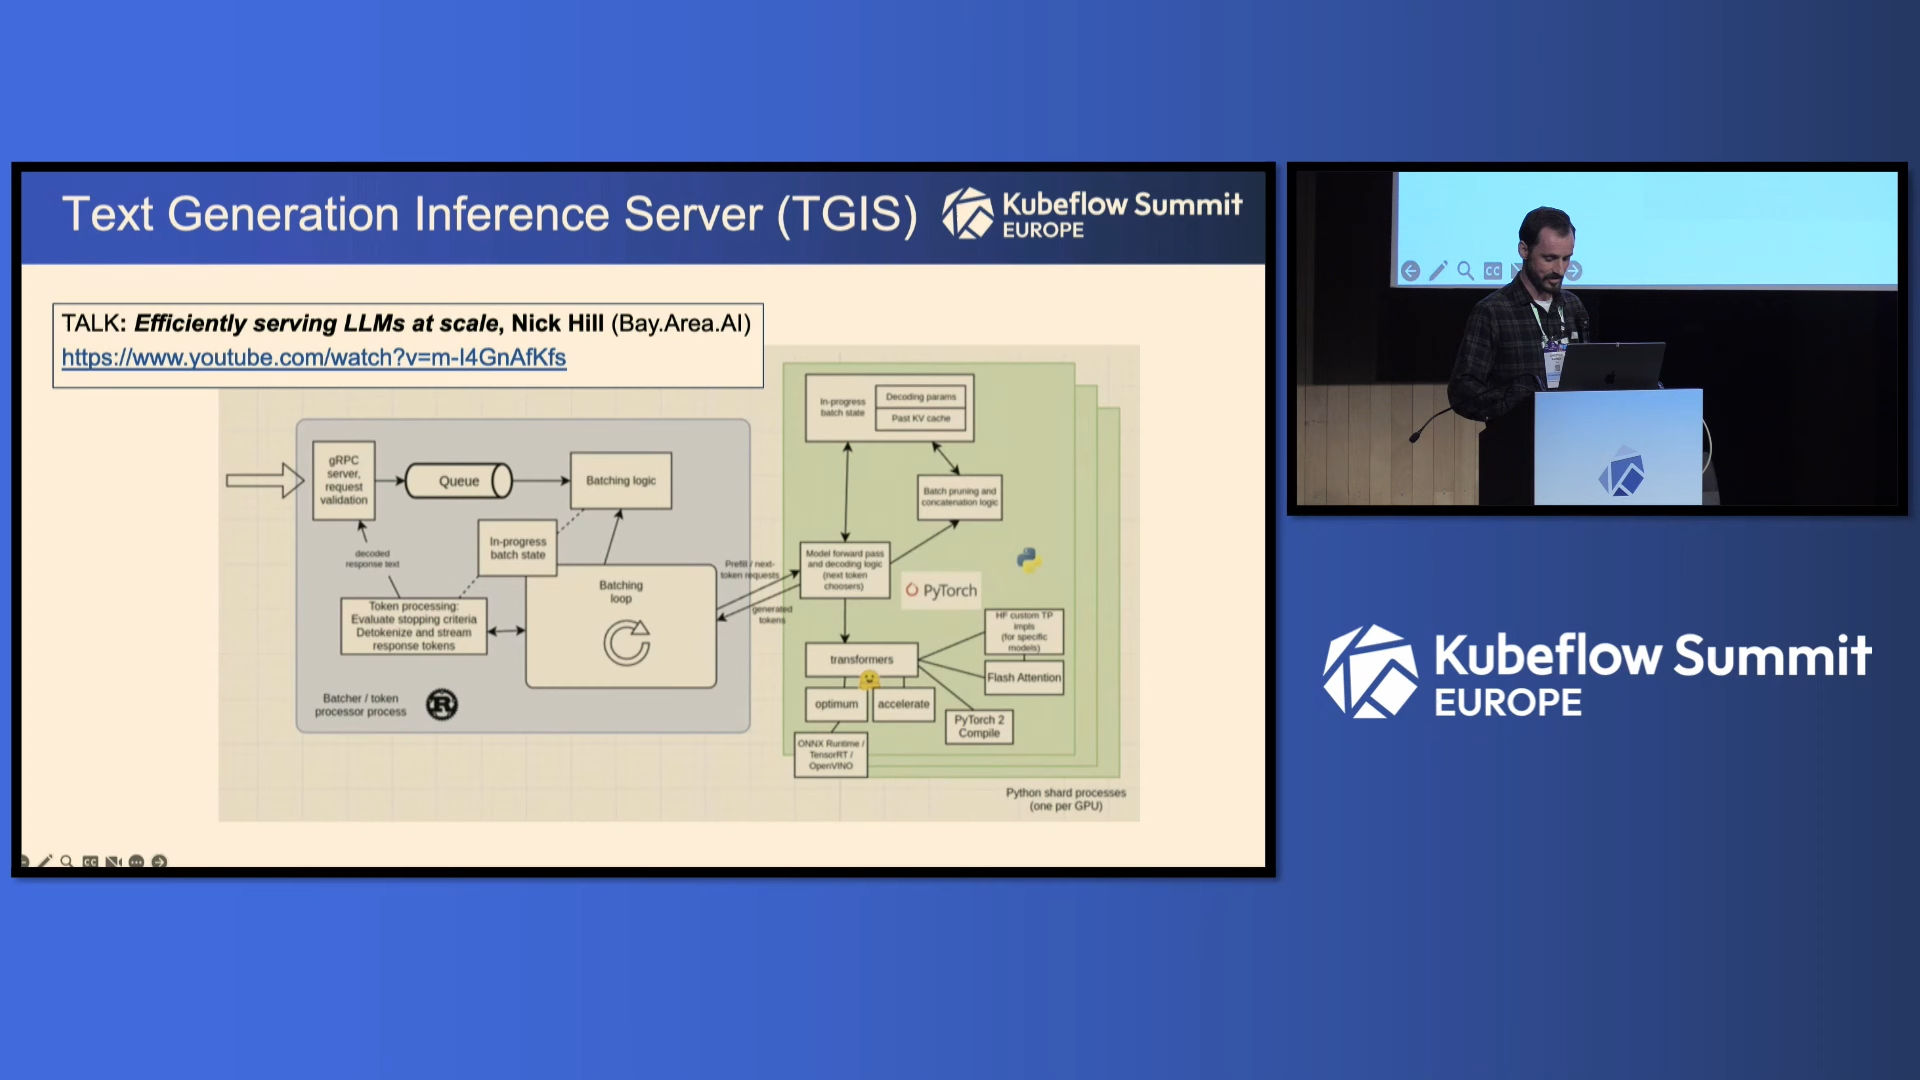 Text Generation Inference Server (TGIS)
Kubeflow Summit
EUROPE
TALK: Efficiently serving LLMs at scale, Nick Hill (Bay.Area.AI)
https://www.youtube.com/watch?v=m-I4GnAfKfs
gRPC
server,
request
validation
Queue
Batching logic
In-progress
batch state
decoded
response text
Token processing:
Evaluate stopping criteria
Detokenize and stream
response tokens
Batching
loop
Batcher / token
processor process
R
Prefill / next-
token requests
generated
tokens
In-progress
batch state
Decoding params
Past KV cache
Batch pruning and
concatenation logic
Model forward pass
and decoding logic
(next token
choosers)
PyTorch
transformers
optimum
accelerate
ONNX Runtime /
TensorRT /
OpenVINO
HF custom TP
impls
(for specific
models)
Flash Attention
PyTorch 2
Compile
Python shard processes
(one per GPU)
CC
CC
Kubeflow Summit
EUROPE